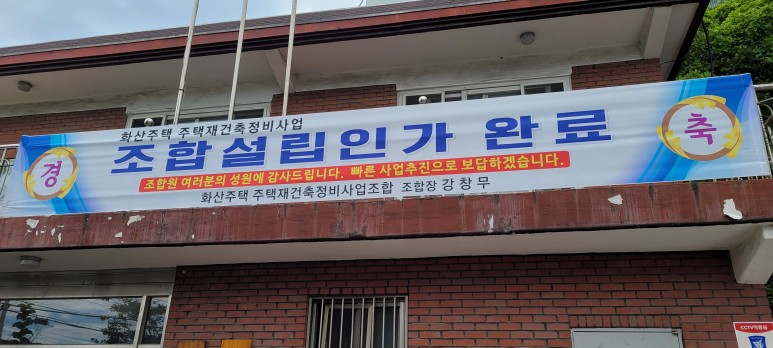 화산주택 주택재건축정비사업
경
조합설립인가 완료
축
조합원 여러분의 성원에 감사드립니다. 빠른 사업추진으로 보답하겠습니다.
화산주택 주택재건축정비사업조합 조합장 강창무